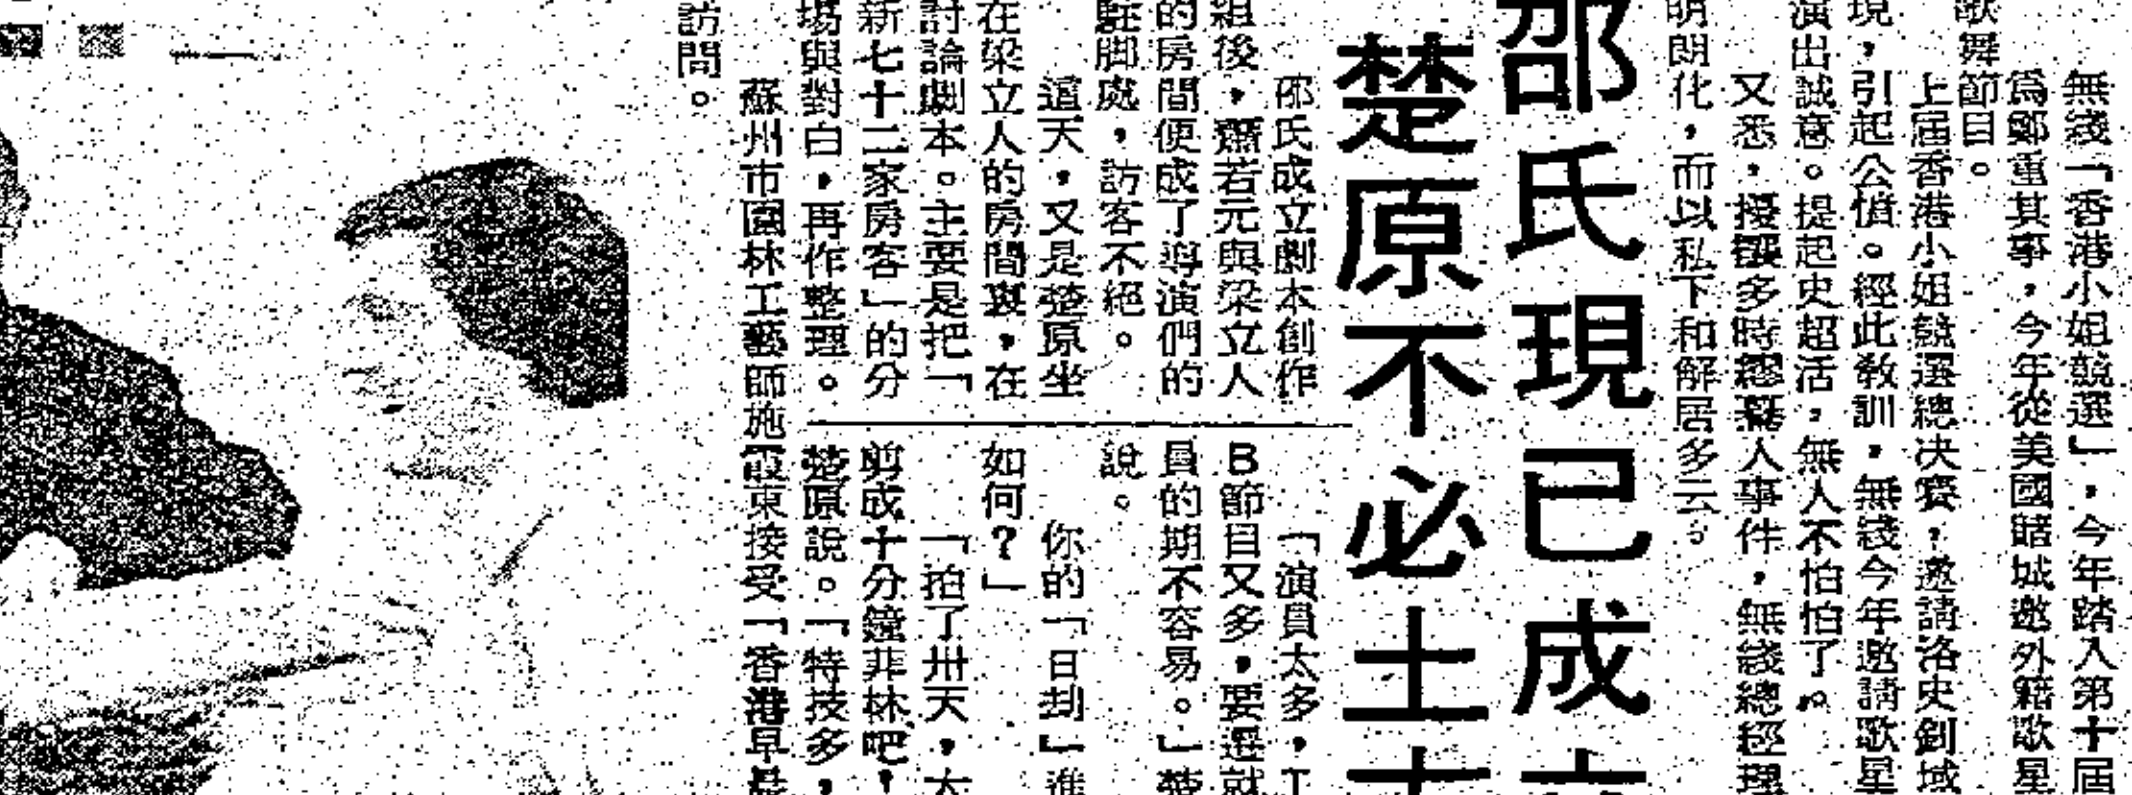 無綫「香港小姐競選」，今年踏入第十屆
爲鄭重其事，今年從美國賭城邀外籍歌星
歌舞節目。
上屆香港小姐競選總決賽，邀請洛史釗域
現，引起公憤。經此敎訓，無綫今年邀請歌星
演出誠意。提起史超活，無人不怕怕了。
又悉，擾攘多時繆騫人事件，無綫總經理
明朗化，而以私下和解居多云。
邵氏現已成立
楚原不必士士
邵氏成立劇本創作
組後，蕭若元與梁立人
的房間便成了導演們的
駐脚處，訪客不絕。
這天，又是楚原坐
在梁立人的房間裏，在
討論劇本。主要是把「
新七十二家房客」的分
場與對白，再作整理。
「演員太多，工
B節目又多，要遷就
員的期不容易。」楚
說。
你的「日刦」進
如何？」
「拍了卅天，大
剪成十分鐘菲林吧，
楚原說。「特技多，
蘇州市園林工藝師施嘏東接受「香港早晨
訪問。